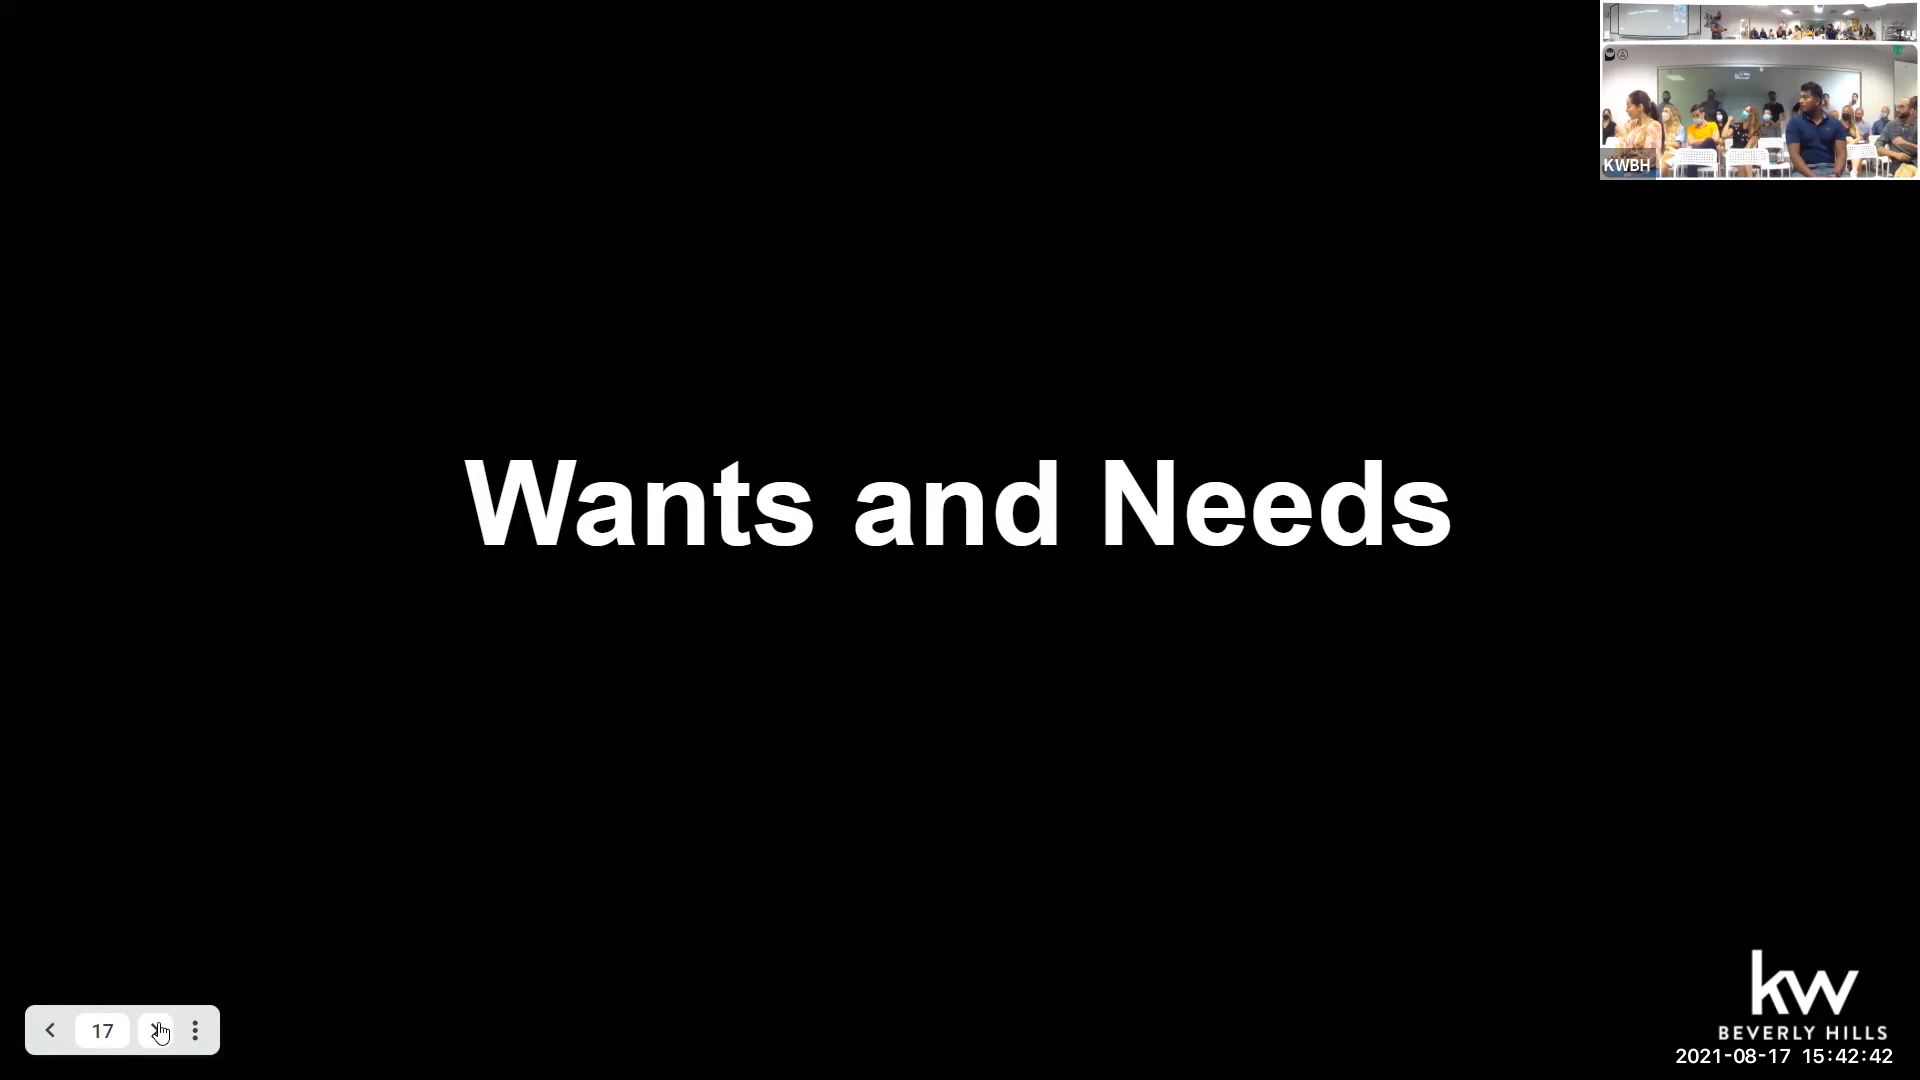 KWBH
Wants and Needs
17
kw
BEVERLY HILLS
2021-08-17 15:42:42